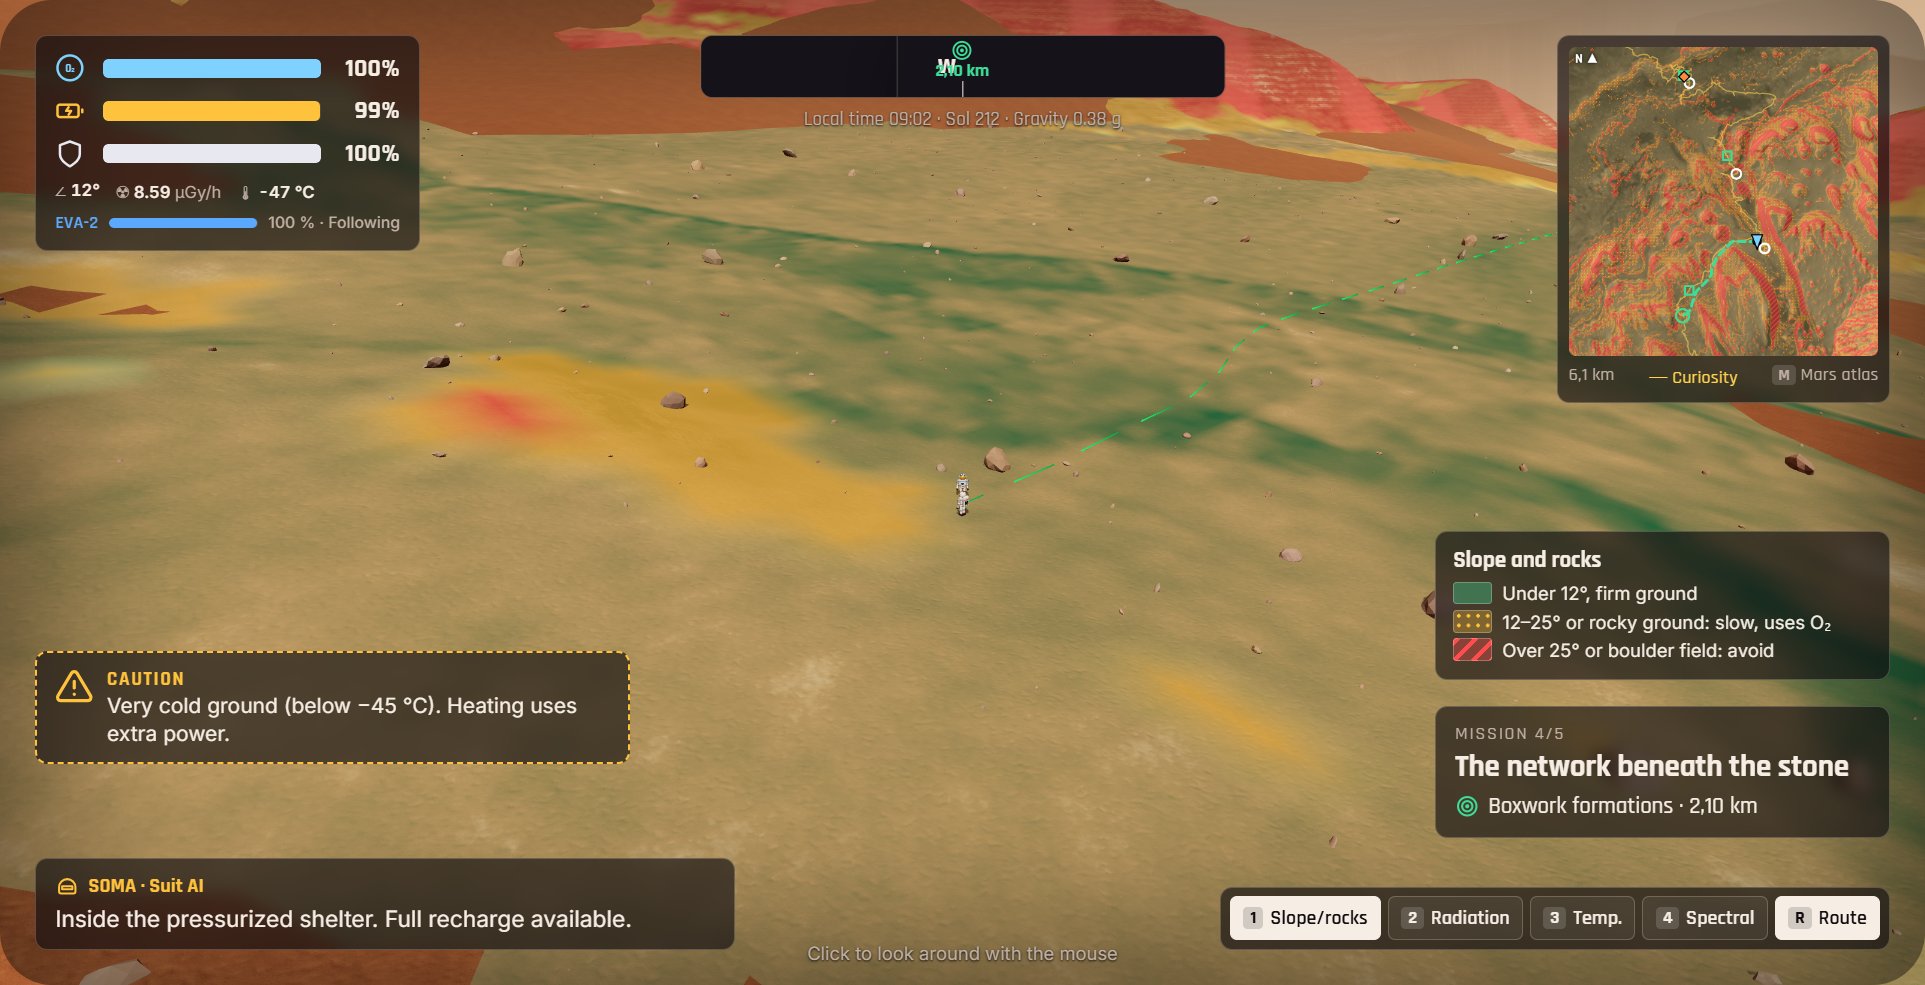 O₂ 100%
99%
100%
∠ 12° 8.59 µGy/h -47 °C
EVA-2 100 % · Following
W
2,10 km
Local time 09:02 · Sol 212 · Gravity 0.38 g
N ▲
6,1 km — Curiosity M Mars atlas
Slope and rocks
Under 12°, firm ground
12–25° or rocky ground: slow, uses O₂
Over 25° or boulder field: avoid
CAUTION
Very cold ground (below −45 °C). Heating uses
extra power.
MISSION 4/5
The network beneath the stone
Boxwork formations · 2,10 km
SOMA · Suit AI
Inside the pressurized shelter. Full recharge available.
Click to look around with the mouse
1 Slope/rocks 2 Radiation 3 Temp. 4 Spectral R Route